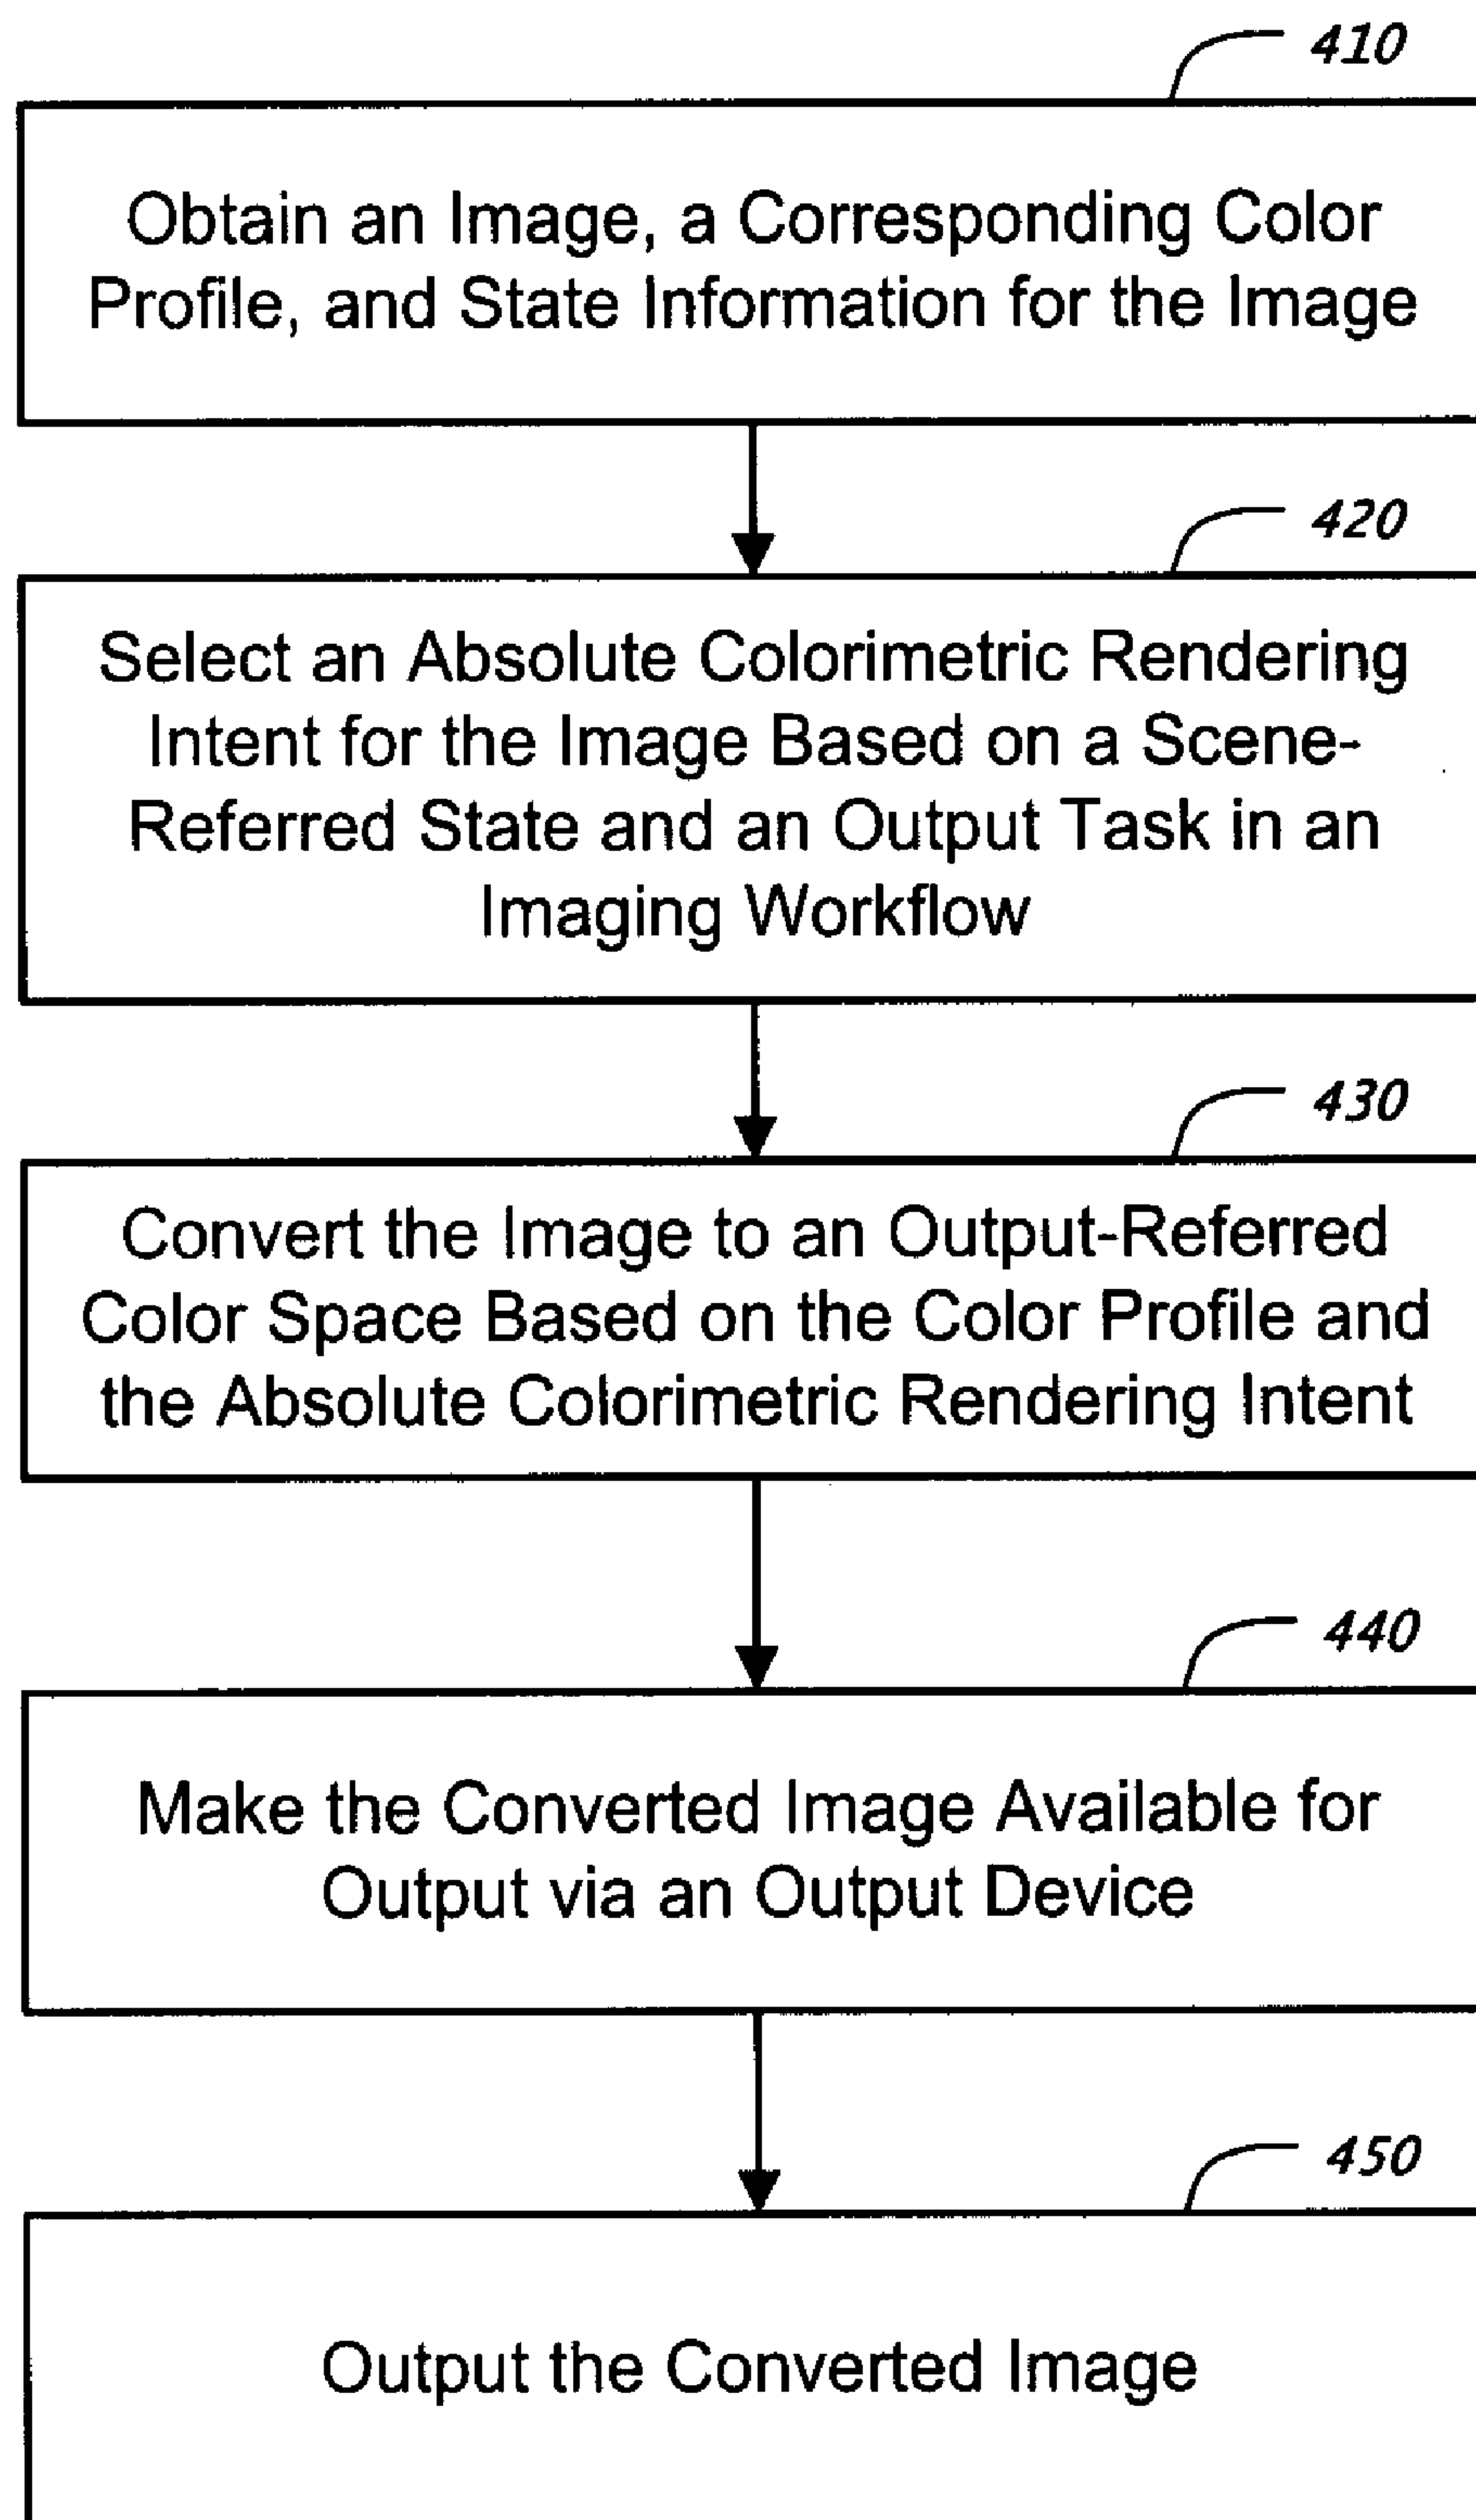 410
Obtain an Image, a Corresponding Color
Profile, and State Information for the Image
420
Select an Absolute Colorimetric Rendering
Intent for the Image Based on a Scene-
Referred State and an Output Task in an
Imaging Workflow
430
Convert the Image to an Output-Referred
Color Space Based on the Color Profile and
the Absolute Colorimetric Rendering Intent
440
Make the Converted Image Available for
Output via an Output Device
450
Output the Converted Image